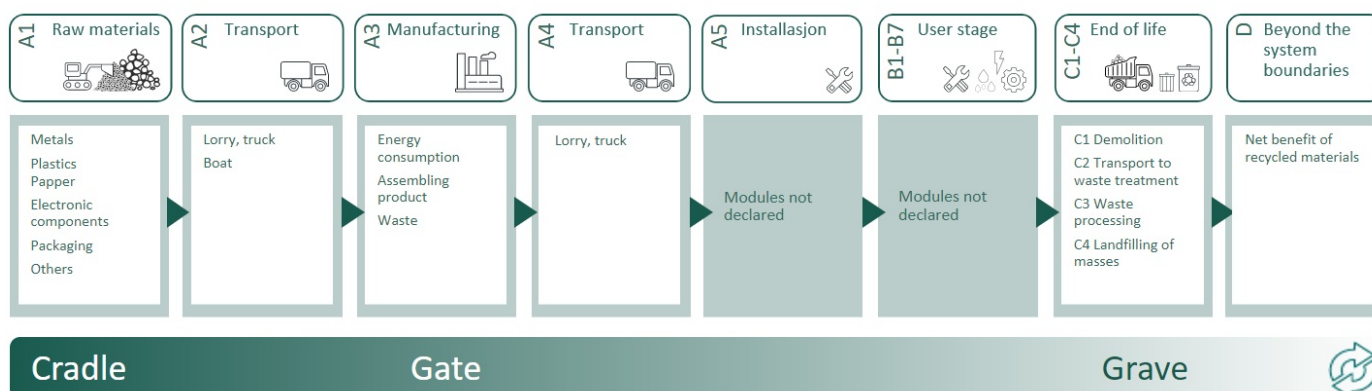 A1 Raw materials
A2 Transport
A3 Manufacturing
A4 Transport
A5 Installasjon
B1-B7 User stage
C1-C4 End of life
D Beyond the
system
boundaries
Metals
Plastics
Papper
Electronic
components
Packaging
Others
Lorry, truck
Boat
Energy
consumption
Assembling
product
Waste
Lorry, truck
Modules not
declared
Modules not
declared
C1 Demolition
C2 Transport to
waste treatment
C3 Waste
processing
C4 Landfilling of
masses
Net benefit of
recycled materials
Cradle
Gate
Grave